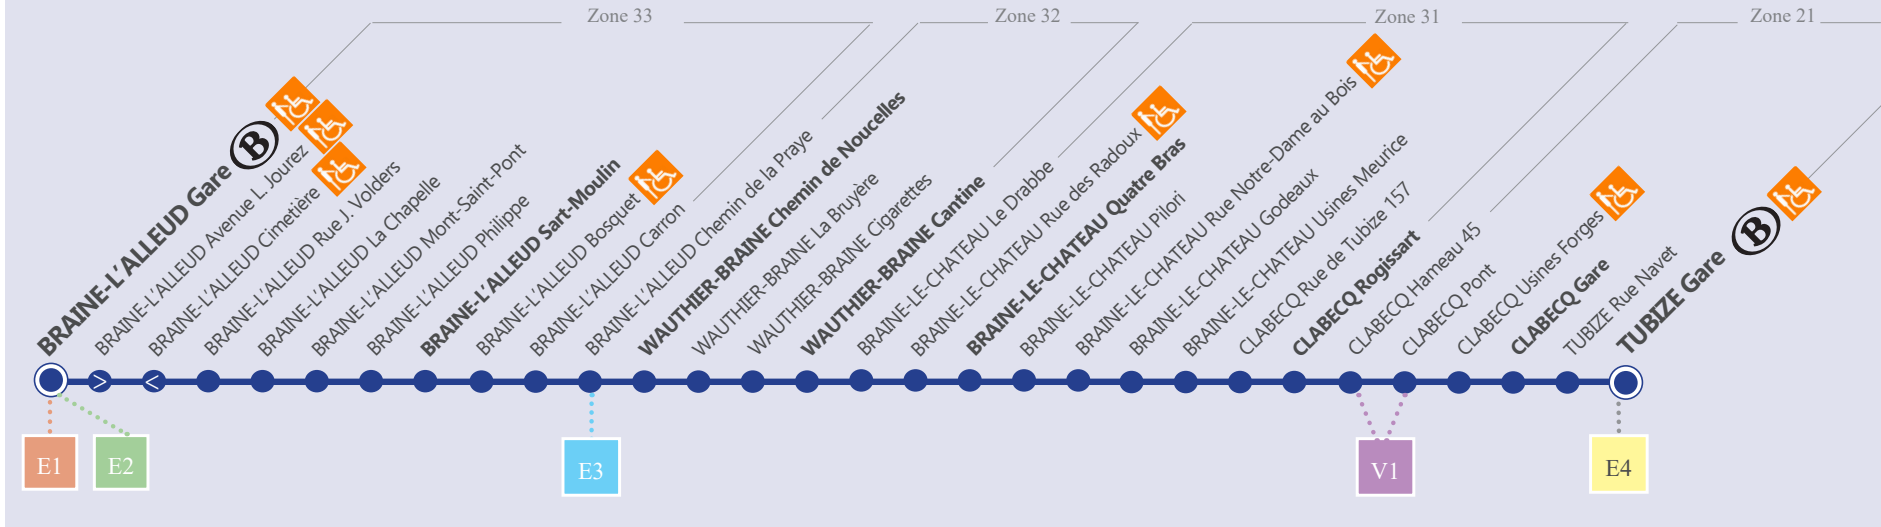 Zone 33
Zone 32
Zone 31
Zone 21
BRAINE-L'ALLEUD Gare B
BRAINE-L'ALLEUD Avenue L. Jourez
BRAINE-L'ALLEUD Cimetière
BRAINE-L'ALLEUD Rue J. Volders
BRAINE-L'ALLEUD La Chapelle
BRAINE-L'ALLEUD Mont-Saint-Pont
BRAINE-L'ALLEUD Philippe
BRAINE-L'ALLEUD Sart-Moulin
BRAINE-L'ALLEUD Bosquet
BRAINE-L'ALLEUD Carron
BRAINE-L'ALLEUD Chemin de la Praye
WAUTHIER-BRAINE Chemin de Noucelles
WAUTHIER-BRAINE La Bruyère
WAUTHIER-BRAINE Cigarettes
WAUTHIER-BRAINE Cantine
BRAINE-LE-CHATEAU Le Drabbe
BRAINE-LE-CHATEAU Rue des Radoux
BRAINE-LE-CHATEAU Quatre Bras
BRAINE-LE-CHATEAU Pilori
BRAINE-LE-CHATEAU Rue Notre-Dame au Bois
BRAINE-LE-CHATEAU Godeaux
BRAINE-LE-CHATEAU Usines Meurice
CLABECQ Rue de Tubize 157
CLABECQ Rogissart
CLABECQ Hameau 45
CLABECQ Pont
CLABECQ Usines Forges
CLABECQ Gare
TUBIZE Rue Navet
TUBIZE Gare B
> <
E1
E2
E3
V1
E4